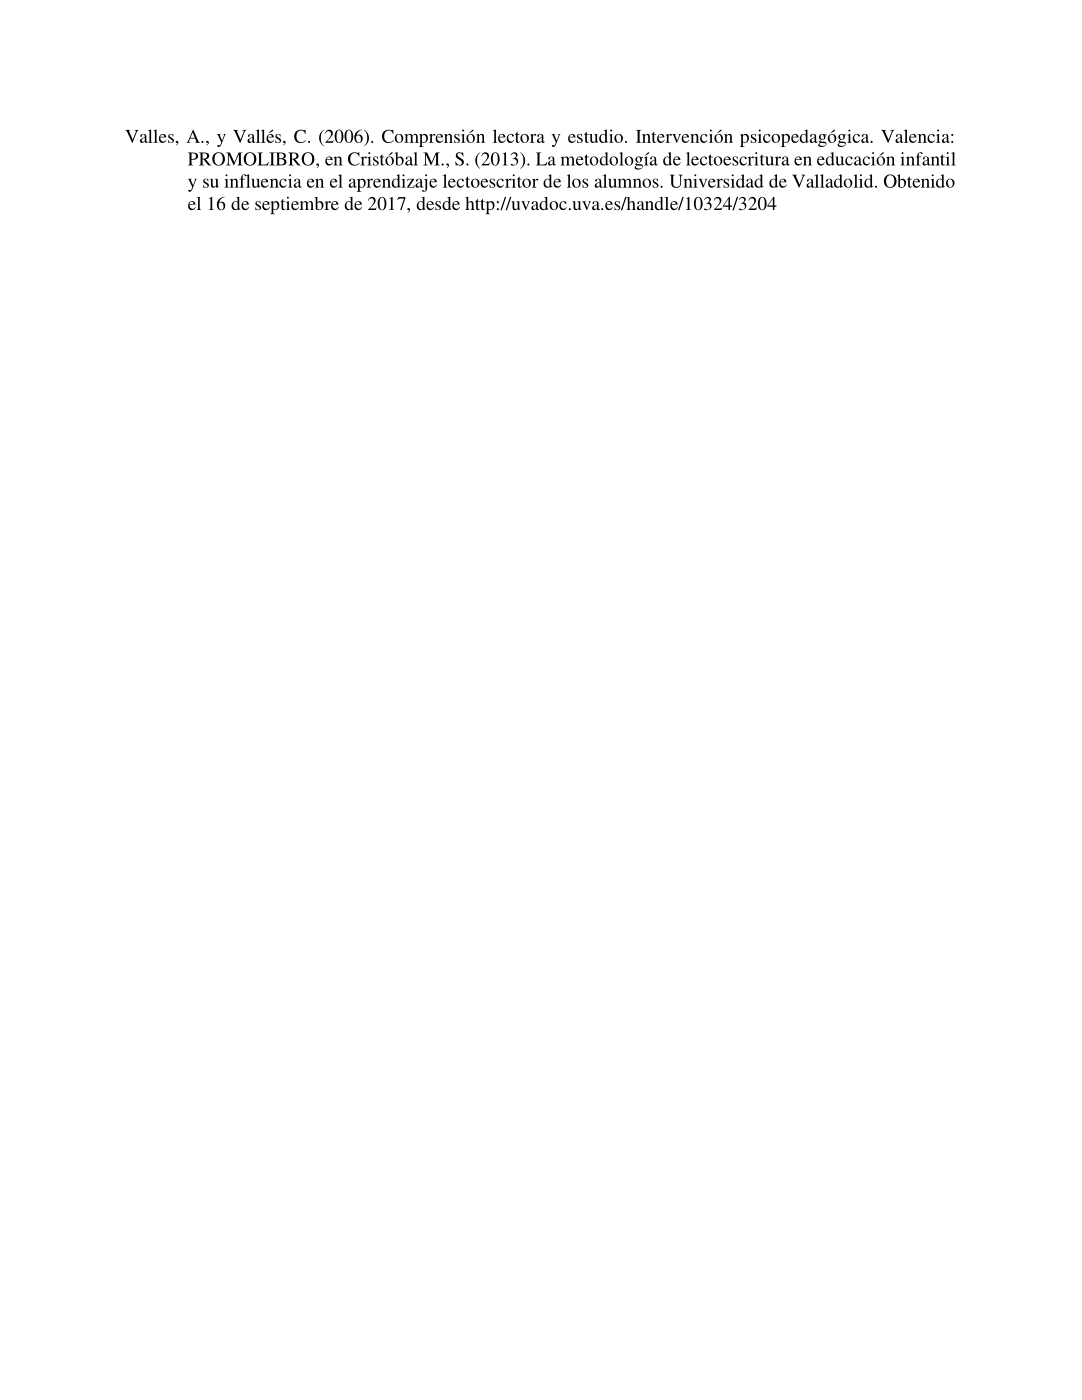 Valles, A., y Vallés, C. (2006). Comprensión lectora y estudio. Intervención psicopedagógica. Valencia:
PROMOLIBRO, en Cristóbal M., S. (2013). La metodología de lectoescritura en educación infantil
y su influencia en el aprendizaje lectoescritor de los alumnos. Universidad de Valladolid. Obtenido
el 16 de septiembre de 2017, desde http://uvadoc.uva.es/handle/10324/3204